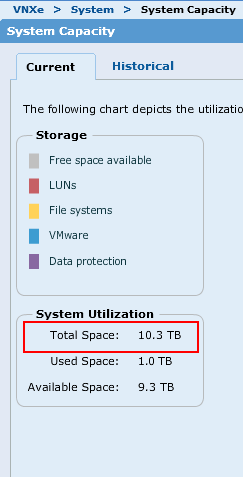 VNXe > System > System Capacity
System Capacity
Current Historical
The following chart depicts the utilizatio
Storage
Free space available
LUNs
File systems
VMware
Data protection
System Utilization
Total Space: 10.3 TB
Used Space: 1.0 TB
Available Space: 9.3 TB